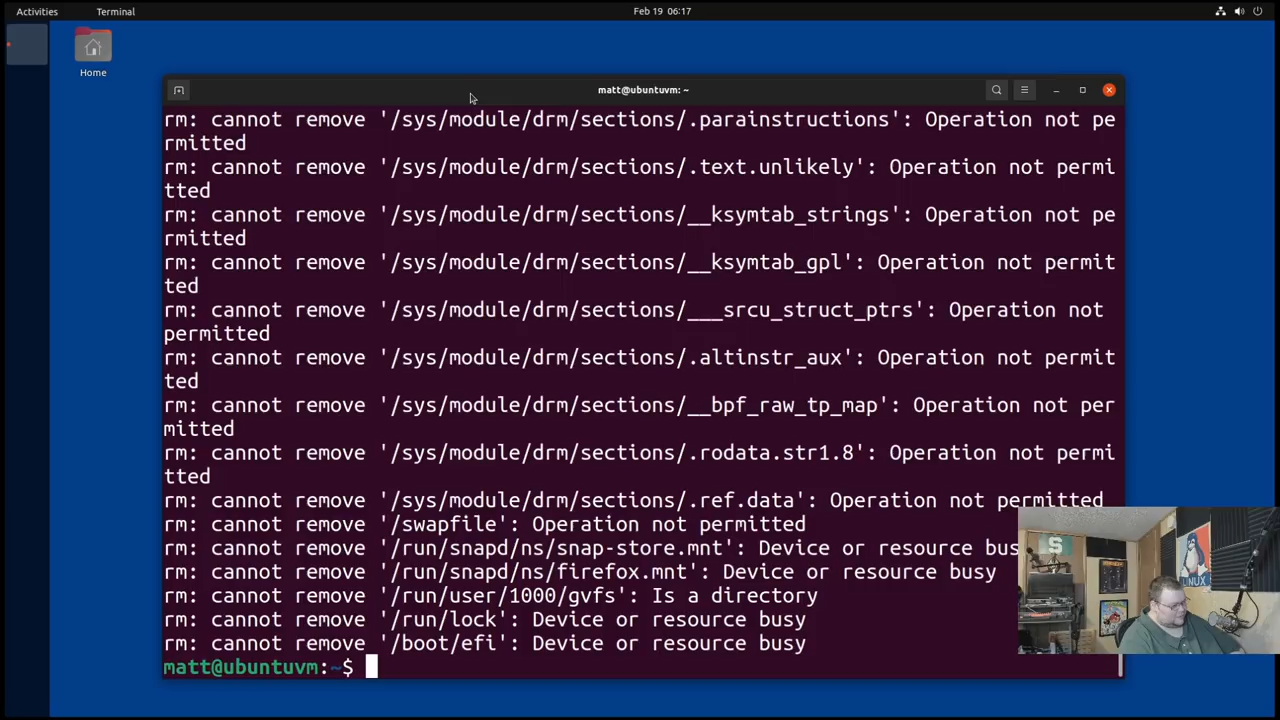 Activities Terminal Feb 19 06:17
Home
matt@ubuntuvm: ~
rm: cannot remove '/sys/module/drm/sections/.parainstructions': Operation not pe
rmitted
rm: cannot remove '/sys/module/drm/sections/.text.unlikely': Operation not permi
tted
rm: cannot remove '/sys/module/drm/sections/__ksymtab_strings': Operation not pe
rmitted
rm: cannot remove '/sys/module/drm/sections/__ksymtab_gpl': Operation not permit
ted
rm: cannot remove '/sys/module/drm/sections/___srcu_struct_ptrs': Operation not
permitted
rm: cannot remove '/sys/module/drm/sections/.altinstr_aux': Operation not permit
ted
rm: cannot remove '/sys/module/drm/sections/__bpf_raw_tp_map': Operation not per
mitted
rm: cannot remove '/sys/module/drm/sections/.rodata.str1.8': Operation not permi
tted
rm: cannot remove '/sys/module/drm/sections/.ref.data': Operation not permitted
rm: cannot remove '/swapfile': Operation not permitted
rm: cannot remove '/run/snapd/ns/snap-store.mnt': Device or resource bus
rm: cannot remove '/run/snapd/ns/firefox.mnt': Device or resource busy
rm: cannot remove '/run/user/1000/gvfs': Is a directory
rm: cannot remove '/run/lock': Device or resource busy
rm: cannot remove '/boot/efi': Device or resource busy
matt@ubuntuvm:~$
S
LINUX